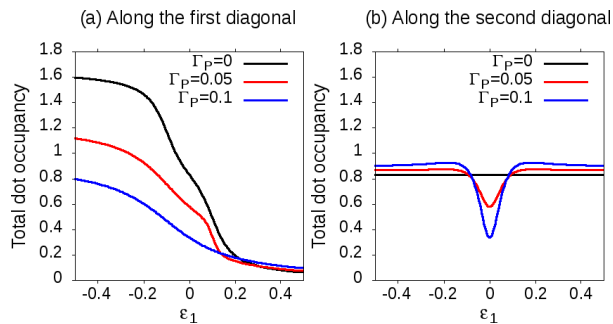 (a) Along the first diagonal
Total dot occupancy
1.8
1.6
1.4
1.2
1
0.8
0.6
0.4
0.2
0
Γ_P=0
Γ_P=0.05
Γ_P=0.1
-0.4 -0.2 0 0.2 0.4
ε_1
(b) Along the second diagonal
Total dot occupancy
1.8
1.6
1.4
1.2
1
0.8
0.6
0.4
0.2
0
Γ_P=0
Γ_P=0.05
Γ_P=0.1
-0.4 -0.2 0 0.2 0.4
ε_1